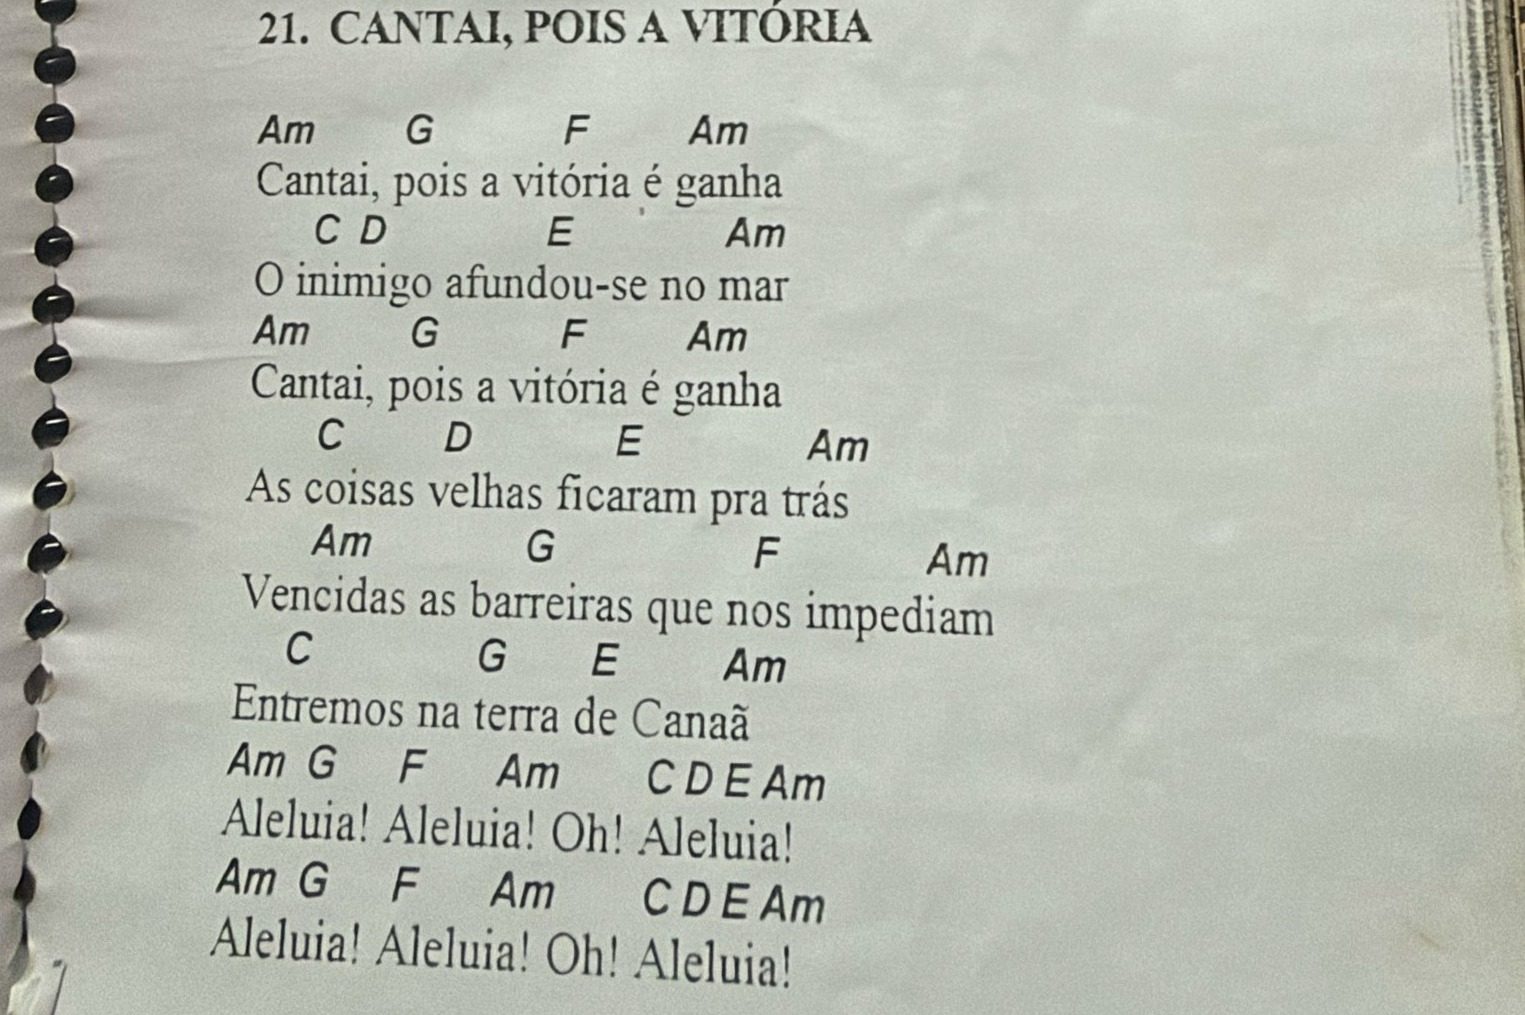 21. CANTAI, POIS A VITÓRIA
Am G F Am
Cantai, pois a vitória é ganha
C D E Am
O inimigo afundou-se no mar
Am G F Am
Cantai, pois a vitória é ganha
C D E Am
As coisas velhas ficaram pra trás
Am G F Am
Vencidas as barreiras que nos impediam
C G E Am
Entremos na terra de Canaã
Am G F Am C D E Am
Aleluia! Aleluia! Oh! Aleluia!
Am G F Am C D E Am
Aleluia! Aleluia! Oh! Aleluia!